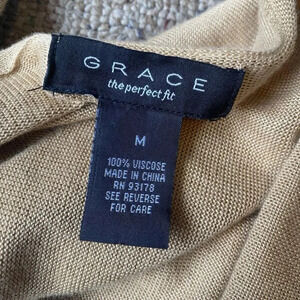 GRACE
the perfect fit
M
100% VISCOSE
MADE IN CHINA
RN 93178
SEE REVERSE
FOR CARE